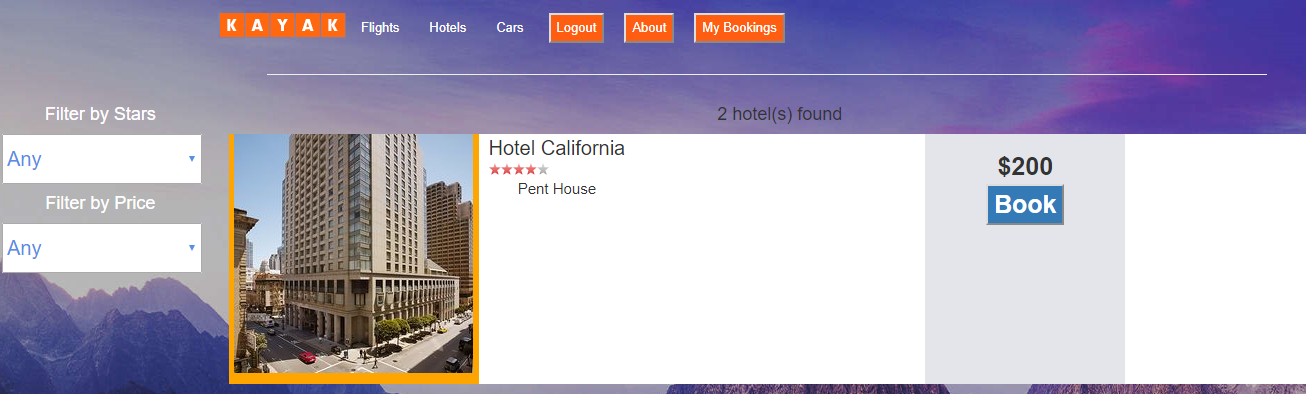 KAYAK Flights Hotels Cars Logout About My Bookings
Filter by Stars
Any
Filter by Price
Any
2 hotel(s) found
Hotel California
Pent House
$200
Book